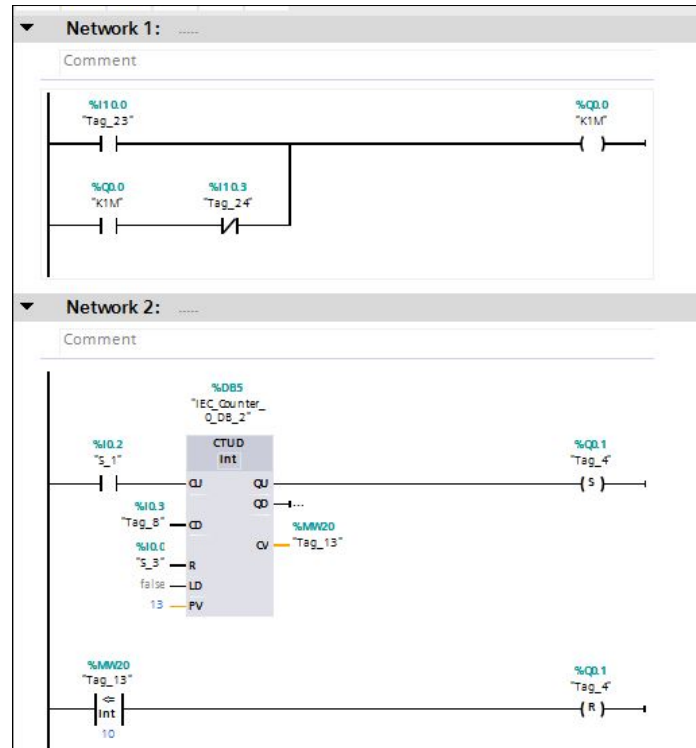 Network 1: .....
Comment
%I10.0
"Tag_23"
%Q0.0
"K1M"
%Q0.0
"K1M"
%I10.3
"Tag_24"
Network 2: .....
Comment
%DB5
"IEC_Counter_
0_DB_2"
CTUD
Int
%I0.2
"S_1"
CU
QU
%Q0.1
"Tag_4"
S
QD
...
%I0.3
"Tag_8"
CD
%MW20
"Tag_13"
CV
%I0.0
"S_3"
R
false
LD
13
PV
%MW20
"Tag_13"
<=
Int
10
%Q0.1
"Tag_4"
R